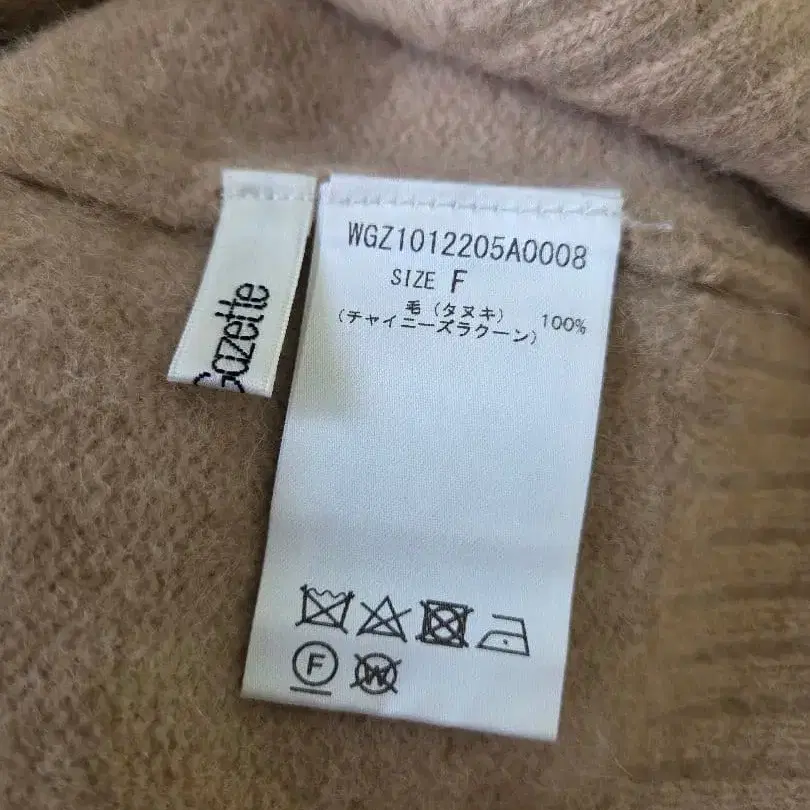 Gazette
WGZ1012205A0008
SIZE F
毛(タヌキ) 100%
(チャイニーズラクーン)
F
W